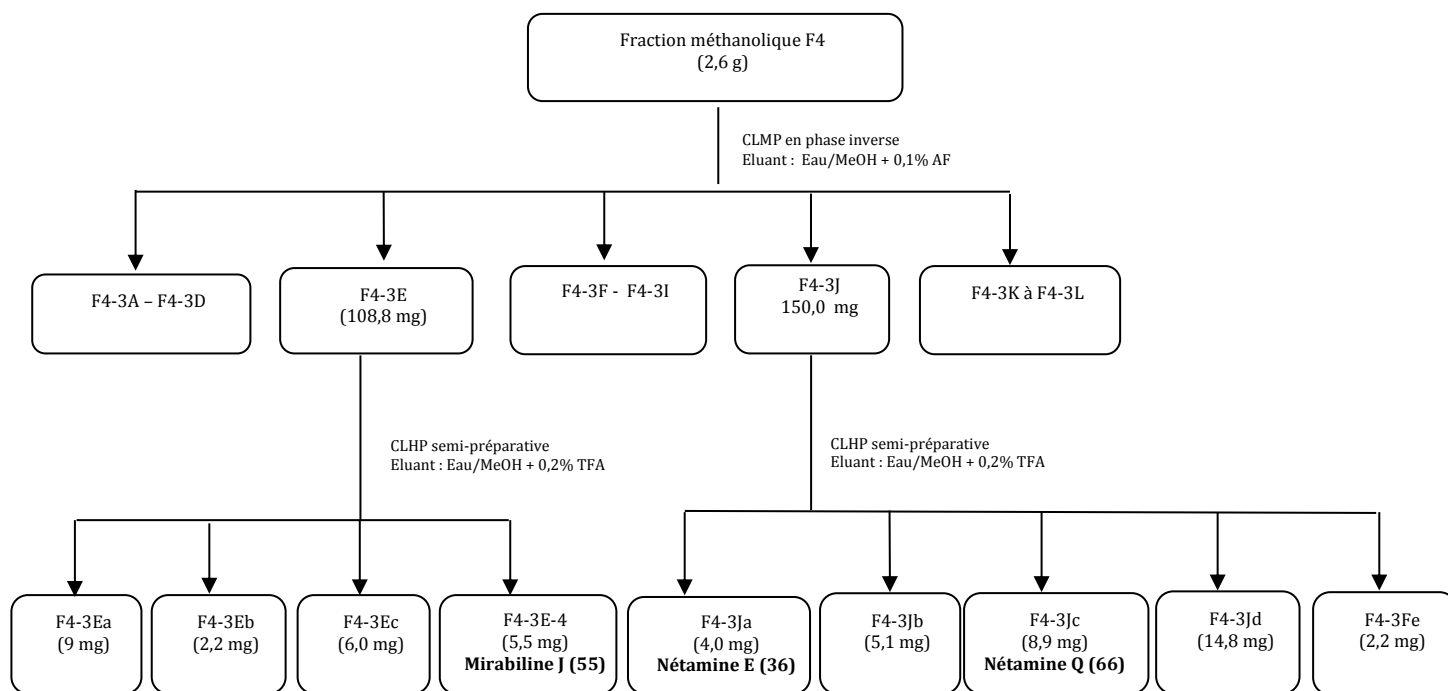 Fraction méthanolique F4
(2,6 g)
CLMP en phase inverse
Eluant : Eau/MeOH + 0,1% AF
F4-3A – F4-3D
F4-3E
(108,8 mg)
F4-3F - F4-3I
F4-3J
150,0 mg
F4-3K à F4-3L
CLHP semi-préparative
Eluant : Eau/MeOH + 0,2% TFA
CLHP semi-préparative
Eluant : Eau/MeOH + 0,2% TFA
F4-3Ea
(9 mg)
F4-3Eb
(2,2 mg)
F4-3Ec
(6,0 mg)
F4-3E-4
(5,5 mg)
Mirabiline J (55)
F4-3Ja
(4,0 mg)
Nétamine E (36)
F4-3Jb
(5,1 mg)
F4-3Jc
(8,9 mg)
Nétamine Q (66)
F4-3Jd
(14,8 mg)
F4-3Fe
(2,2 mg)